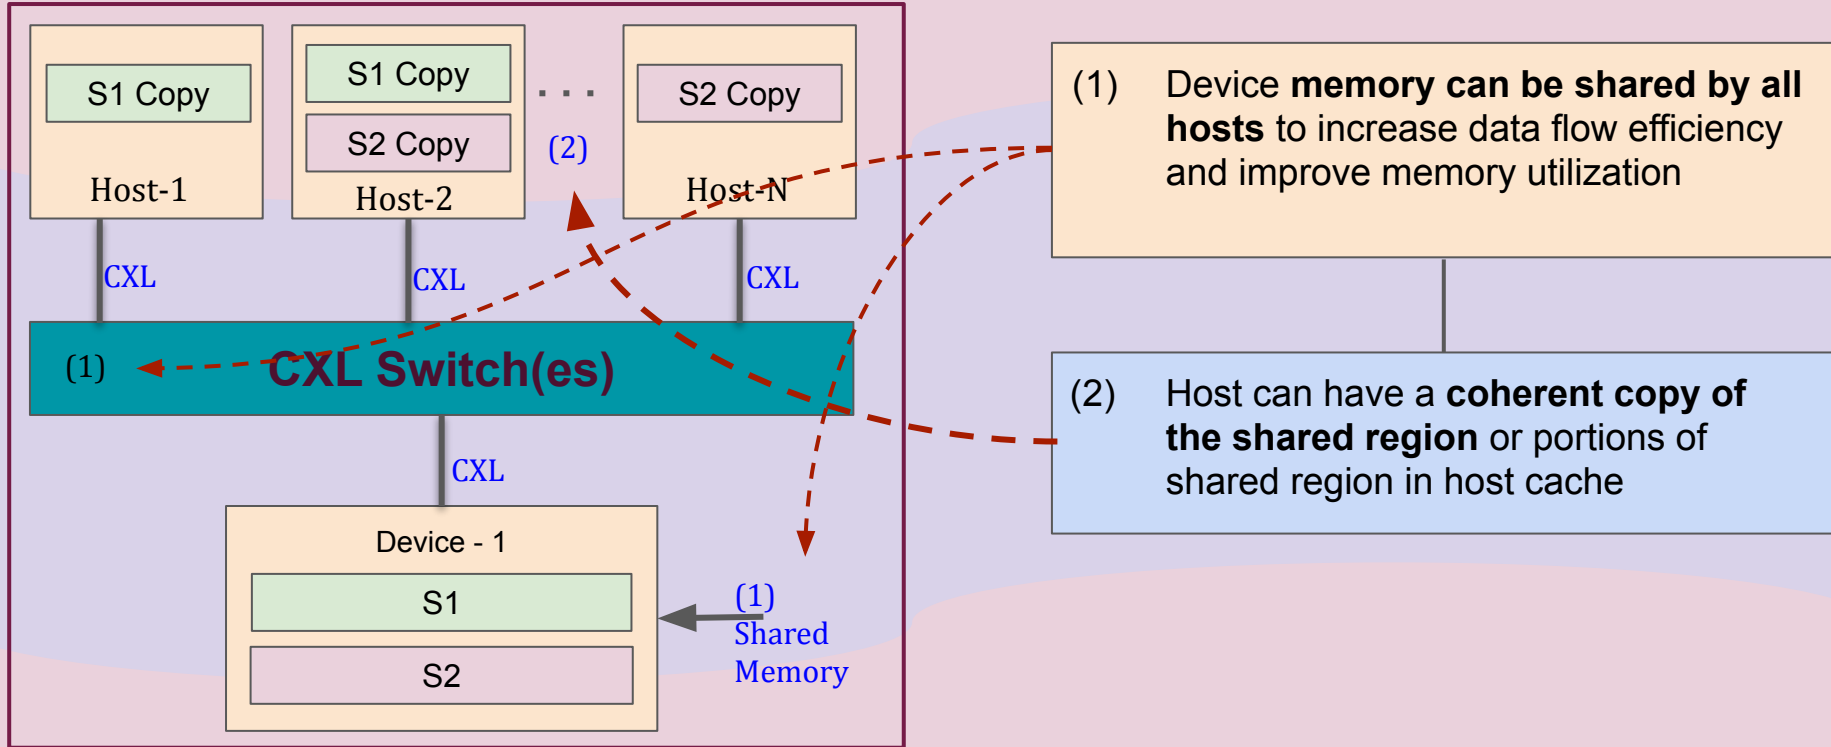 S1 Copy
Host-1
S1 Copy
S2 Copy
Host-2
. . .
(2)
S2 Copy
Host-N
CXL
CXL
CXL
(1)
CXL Switch(es)
CXL
Device - 1
S1
S2
(1)
Shared
Memory
(1) Device memory can be shared by all
hosts to increase data flow efficiency
and improve memory utilization
(2) Host can have a coherent copy of
the shared region or portions of
shared region in host cache